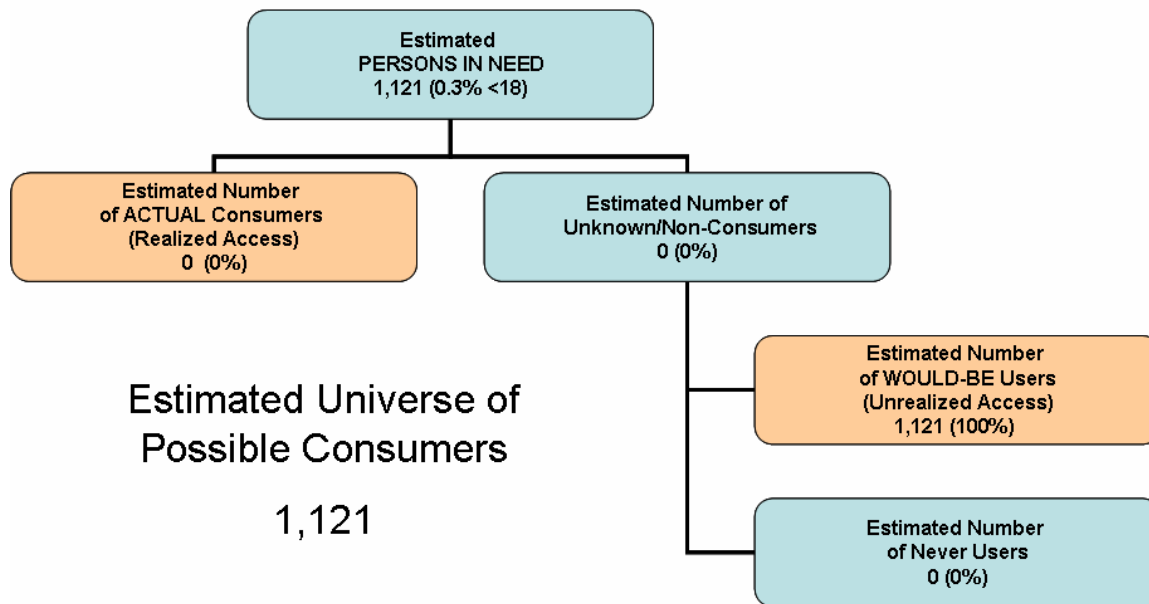 Estimated
PERSONS IN NEED
1,121 (0.3% <18)
Estimated Number
of ACTUAL Consumers
(Realized Access)
0  (0%)
Estimated Number of
Unknown/Non-Consumers
0 (0%)
Estimated Number
of WOULD-BE Users
(Unrealized Access)
1,121 (100%)
Estimated Universe of
Possible Consumers
1,121
Estimated Number
of Never Users
0 (0%)